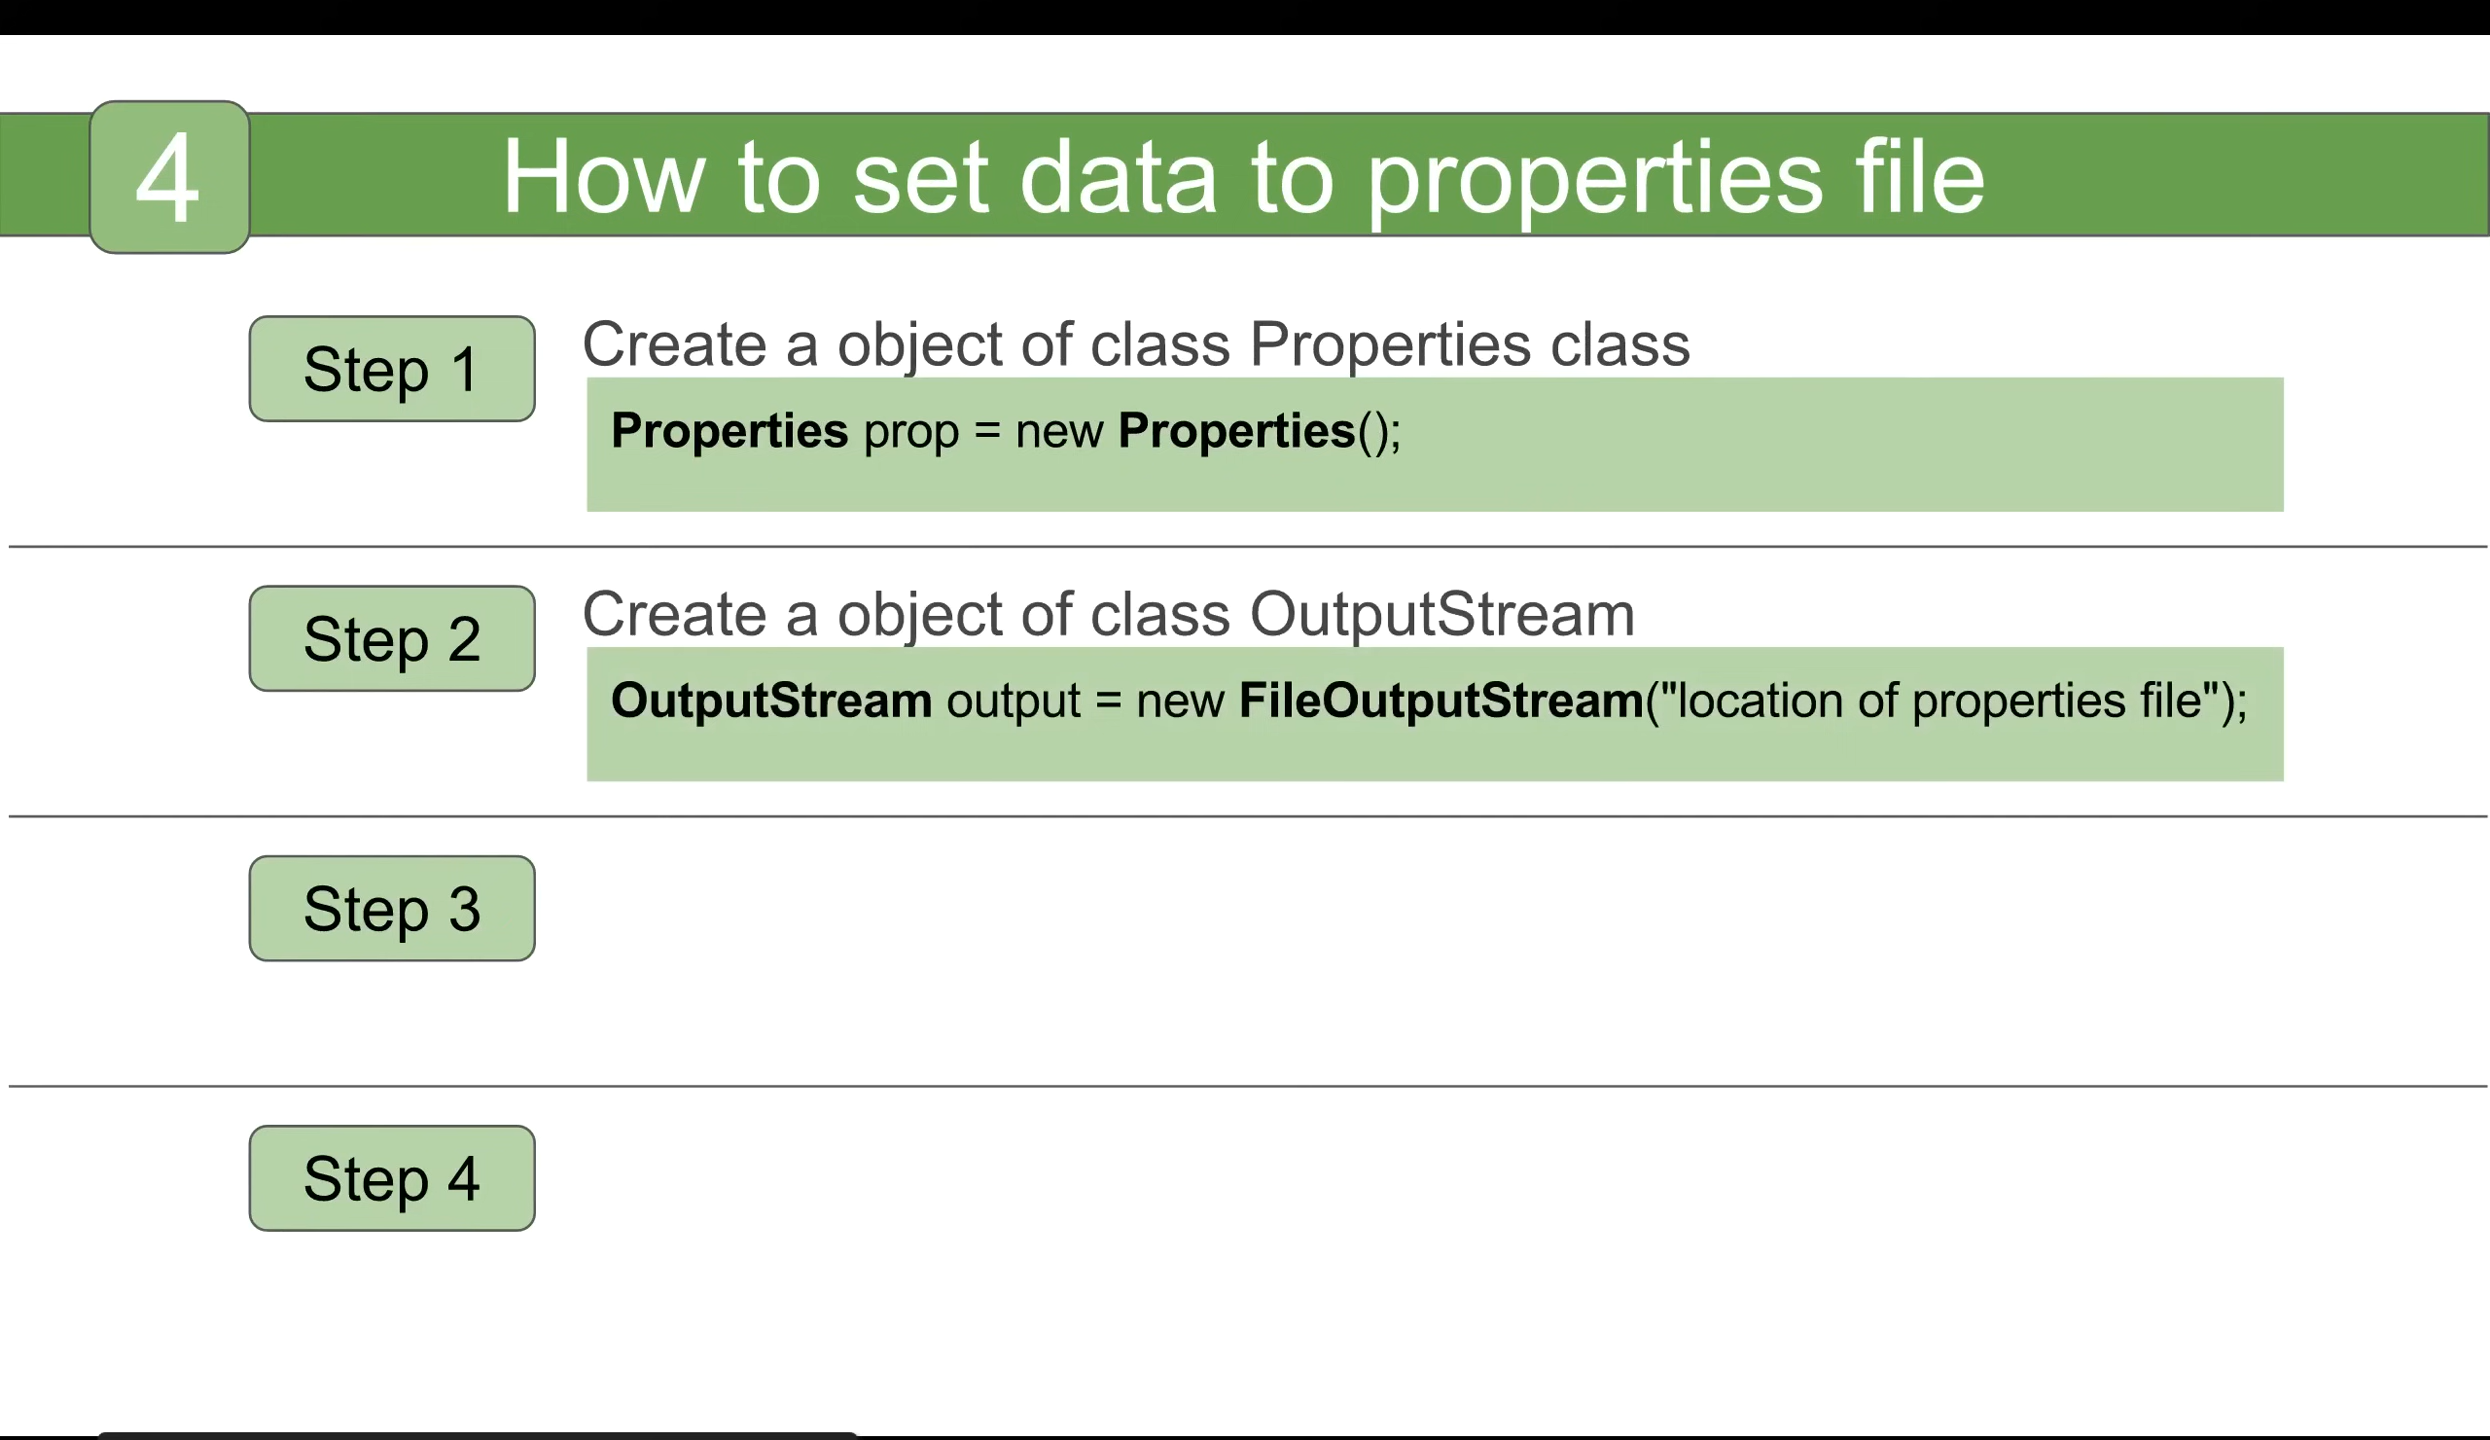 4
How to set data to properties file
Step 1
Create a object of class Properties class
Properties prop = new Properties();
Step 2
Create a object of class OutputStream
OutputStream output = new FileOutputStream("location of properties file");
Step 3
Step 4